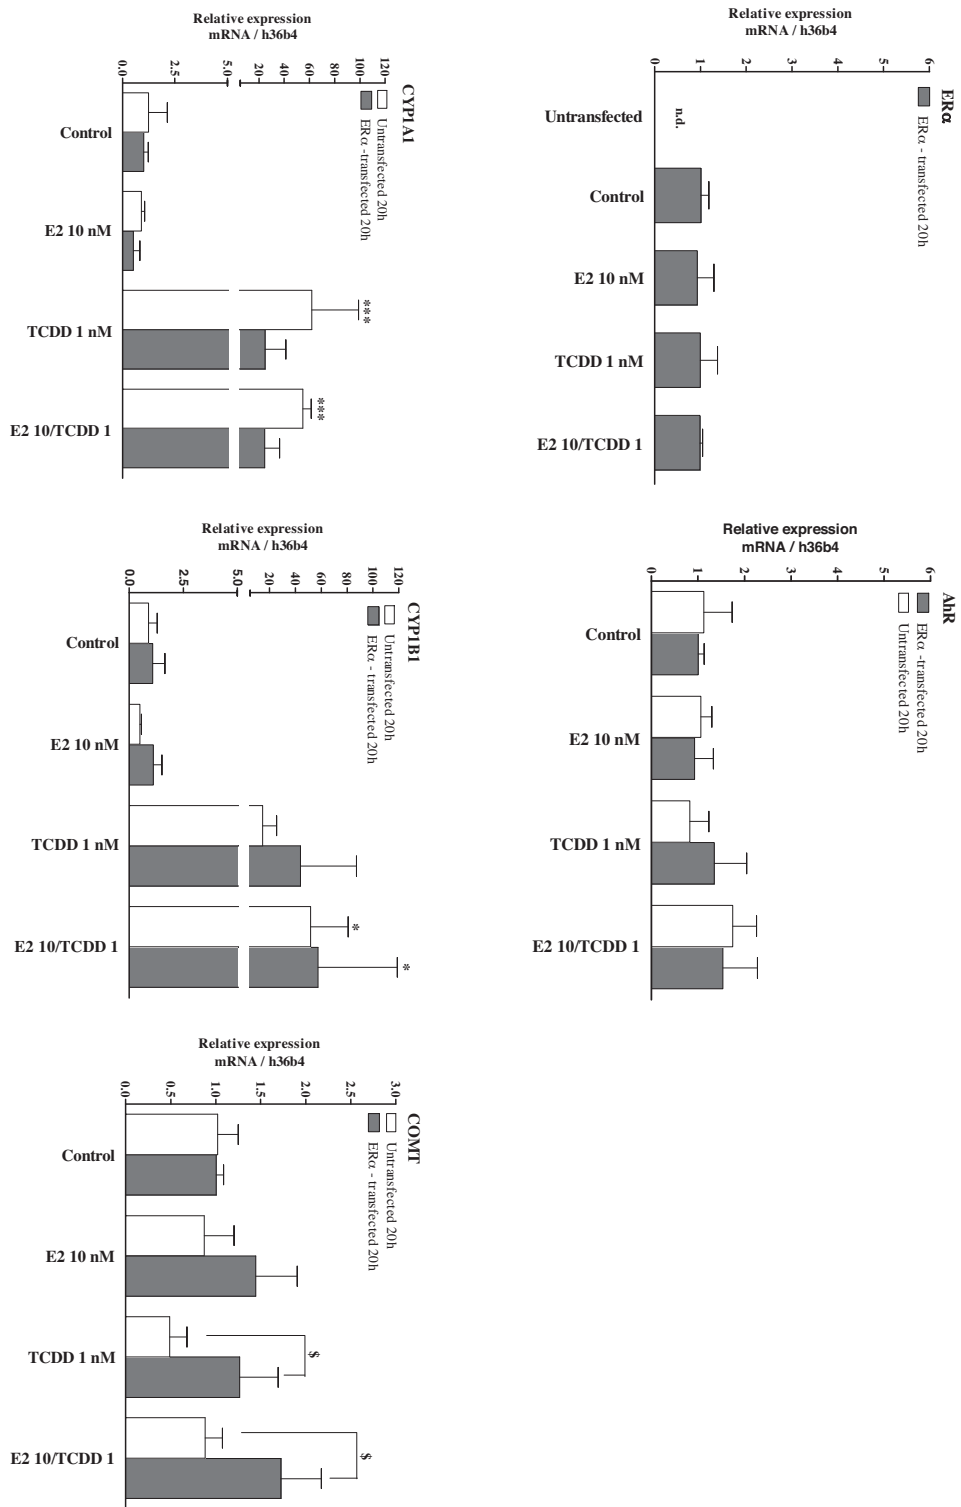 ERα
Relative expression
mRNA / h36b4
ERα - transfected 20h
6
5
4
3
2
1
0
n.d.
Untransfected
Control
E2 10 nM
TCDD 1 nM
E2 10/TCDD 1
AhR
Relative expression
mRNA / h36b4
ERα -transfected 20h
Untransfected 20h
6
5
4
3
2
1
0
Control
E2 10 nM
TCDD 1 nM
E2 10/TCDD 1
CYP1A1
Relative expression
mRNA / h36b4
Untransfected 20h
ERα - transfected 20h
120
100
80
60
40
20
5.0
2.5
0.0
***
***
Control
E2 10 nM
TCDD 1 nM
E2 10/TCDD 1
CYP1B1
Relative expression
mRNA / h36b4
Untransfected 20h
ERα - transfected 20h
120
100
80
60
40
20
5.0
2.5
0.0
*
*
Control
E2 10 nM
TCDD 1 nM
E2 10/TCDD 1
COMT
Relative expression
mRNA / h36b4
Untransfected 20h
ERα - transfected 20h
3.0
2.5
2.0
1.5
1.0
0.5
0.0
$
$
Control
E2 10 nM
TCDD 1 nM
E2 10/TCDD 1